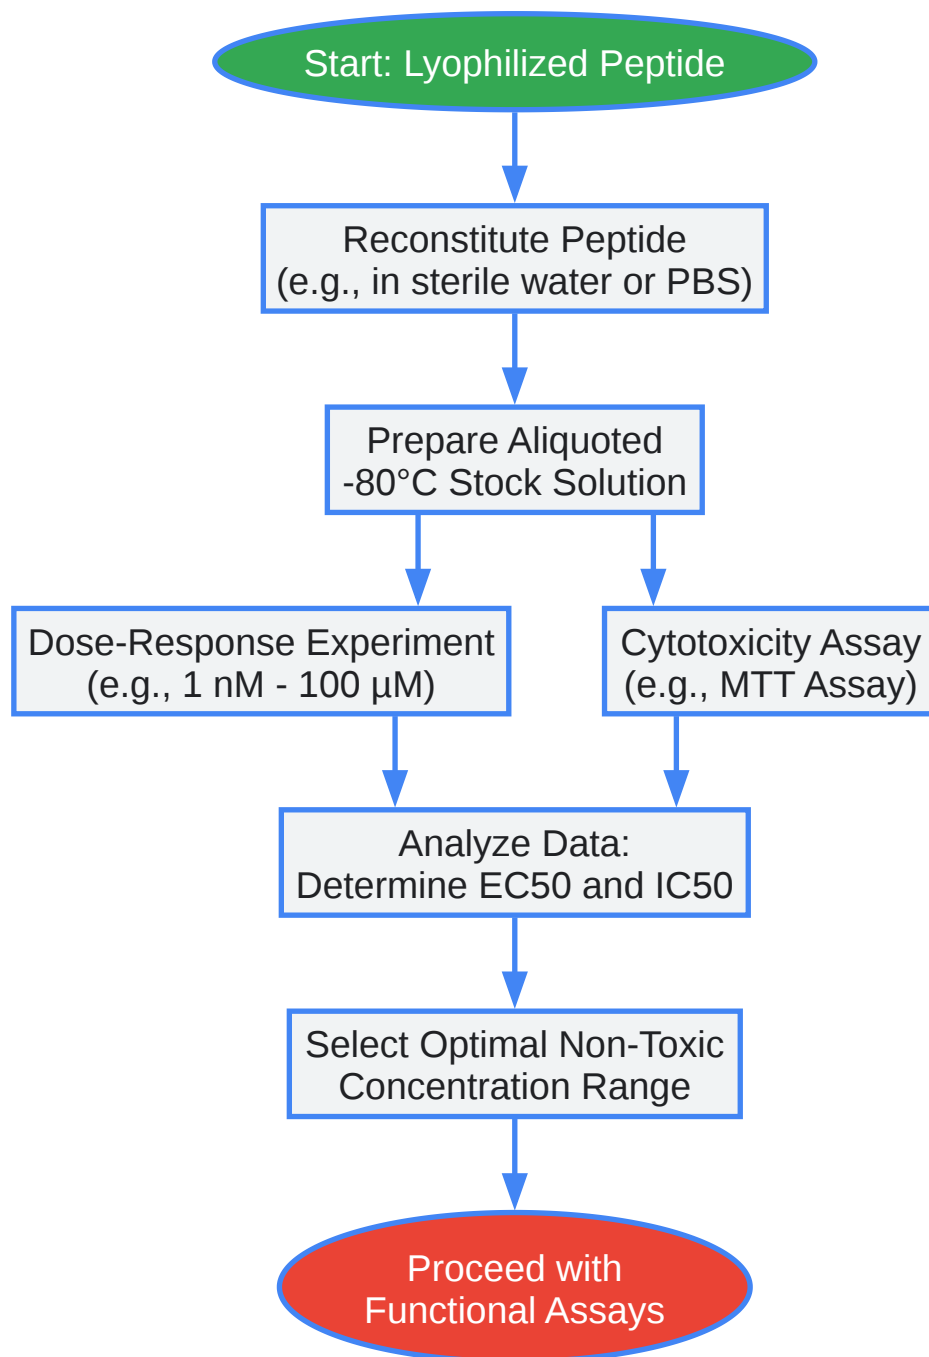 Start: Lyophilized Peptide
Reconstitute Peptide
(e.g., in sterile water or PBS)
Prepare Aliquoted
-80°C Stock Solution
Dose-Response Experiment
(e.g., 1 nM - 100 µM)
Cytotoxicity Assay
(e.g., MTT Assay)
Analyze Data:
Determine EC50 and IC50
Select Optimal Non-Toxic
Concentration Range
Proceed with
Functional Assays